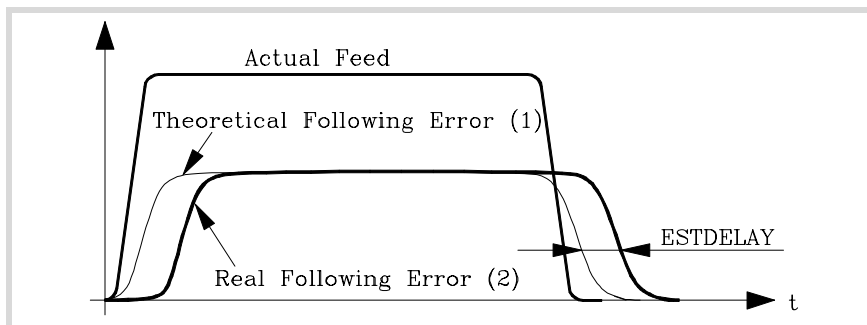 Actual Feed
Theoretical Following Error (1)
ESTDELAY
Real Following Error (2)
t